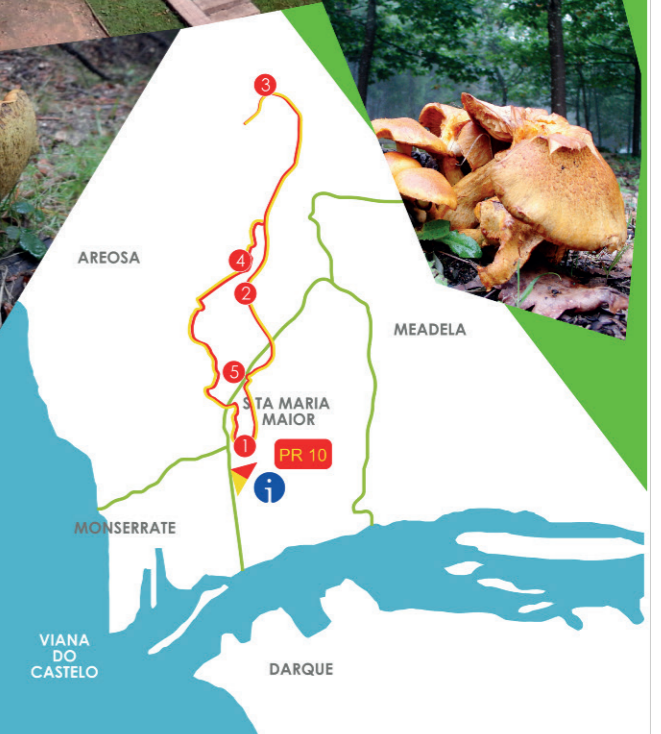 3
AREOSA
4
2
MEADELA
5
STA MARIA
MAIOR
1
PR 10
i
MONSERRATE
VIANA
DO
CASTELO
DARQUE